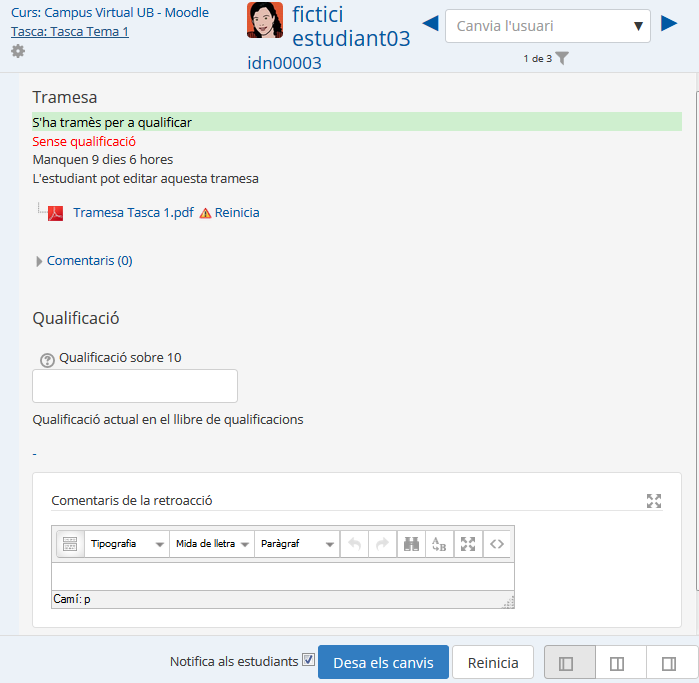 Curs: Campus Virtual UB - Moodle
Tasca: Tasca Tema 1
fictici
estudiant03
idn00003
Canvia l'usuari
1 de 3
Tramesa
S'ha tramès per a qualificar
Sense qualificació
Manquen 9 dies 6 hores
L'estudiant pot editar aquesta tramesa
Tramesa Tasca 1.pdf Reinicia
Comentaris (0)
Qualificació
Qualificació sobre 10
Qualificació actual en el llibre de qualificacions
-
Comentaris de la retroacció
Tipografia Mida de lletra Paràgraf
Camí: p
Notifica als estudiants Desa els canvis Reinicia